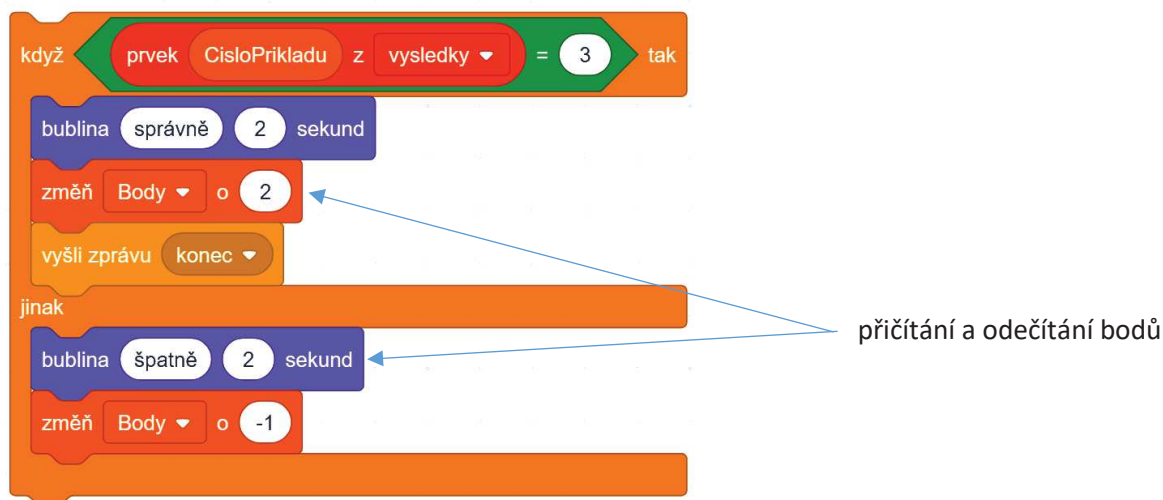 když prvek CisloPrikladu z vysledky = 3 tak
bublina správně 2 sekund
změň Body o 2
vyšli zprávu konec
jinak
přičítání a odečítání bodů
bublina špatně 2 sekund
změň Body o -1